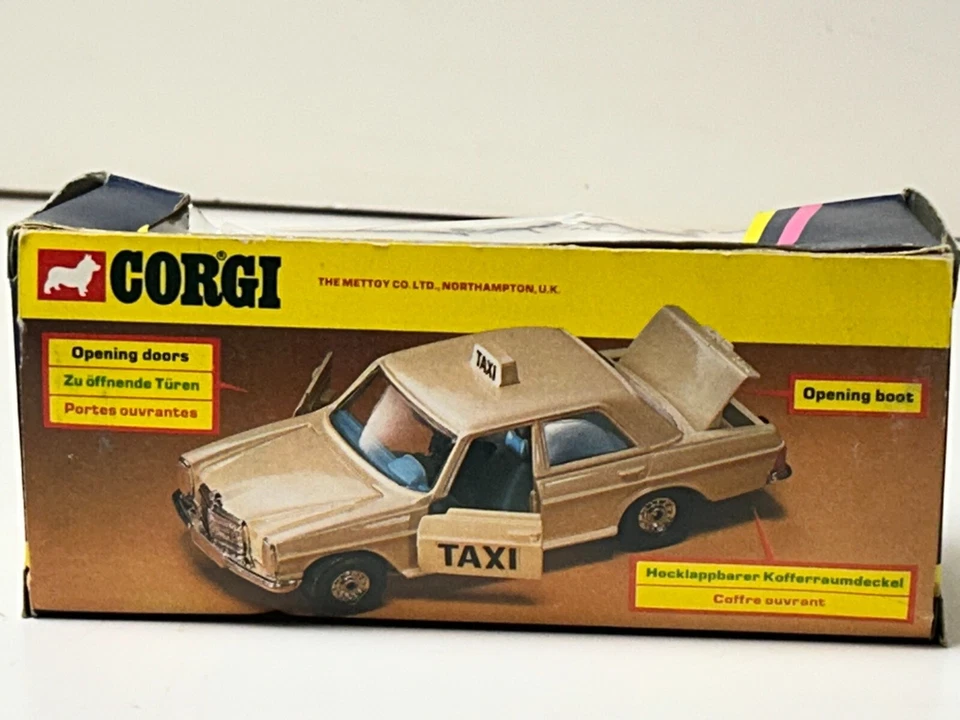 CORGI®
THE METTOY CO. LTD., NORTHAMPTON, U.K.
Opening doors
Zu öffnende Türen
Portes ouvrantes
TAXI
Opening boot
TAXI
Hocklappbarer Kofferraumdeckel
Coffre ouvrant